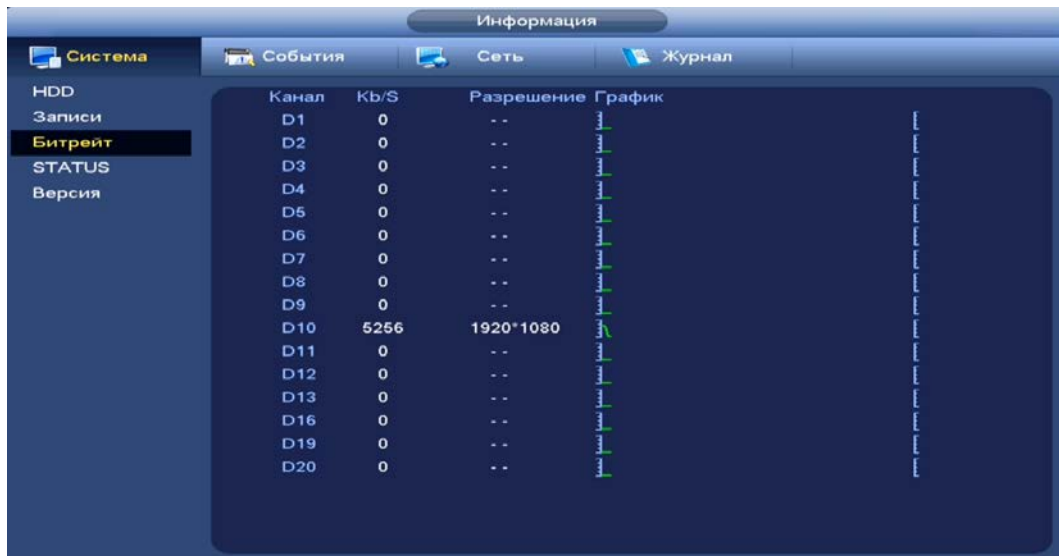 Информация
Система События Сеть Журнал
HDD
Записи
Битрейт
STATUS
Версия
Канал Kb/S Разрешение График
D1 0 - -
D2 0 - -
D3 0 - -
D4 0 - -
D5 0 - -
D6 0 - -
D7 0 - -
D8 0 - -
D9 0 - -
D10 5256 1920*1080
D11 0 - -
D12 0 - -
D13 0 - -
D16 0 - -
D19 0 - -
D20 0 - -